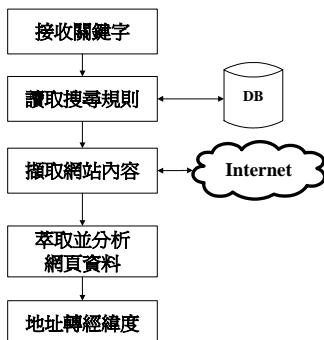 接收關鍵字
讀取搜尋規則
DB
擷取網站內容
Internet
萃取並分析
網頁資料
地址轉經緯度